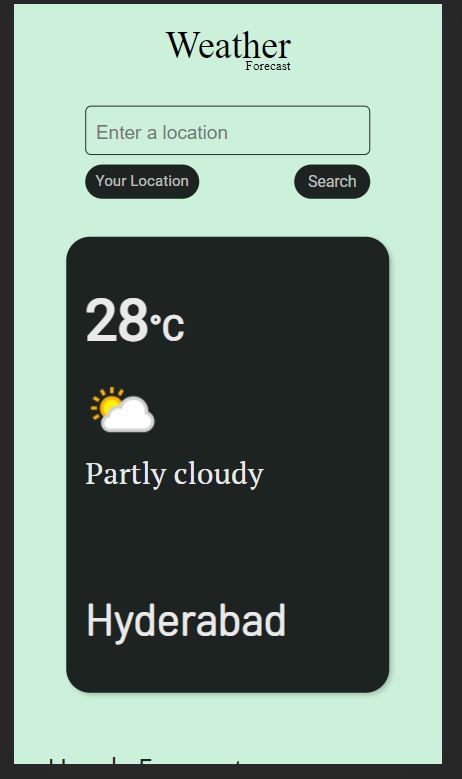 Weather
Forecast
Enter a location
Your Location
Search
28°C
Partly cloudy
Hyderabad